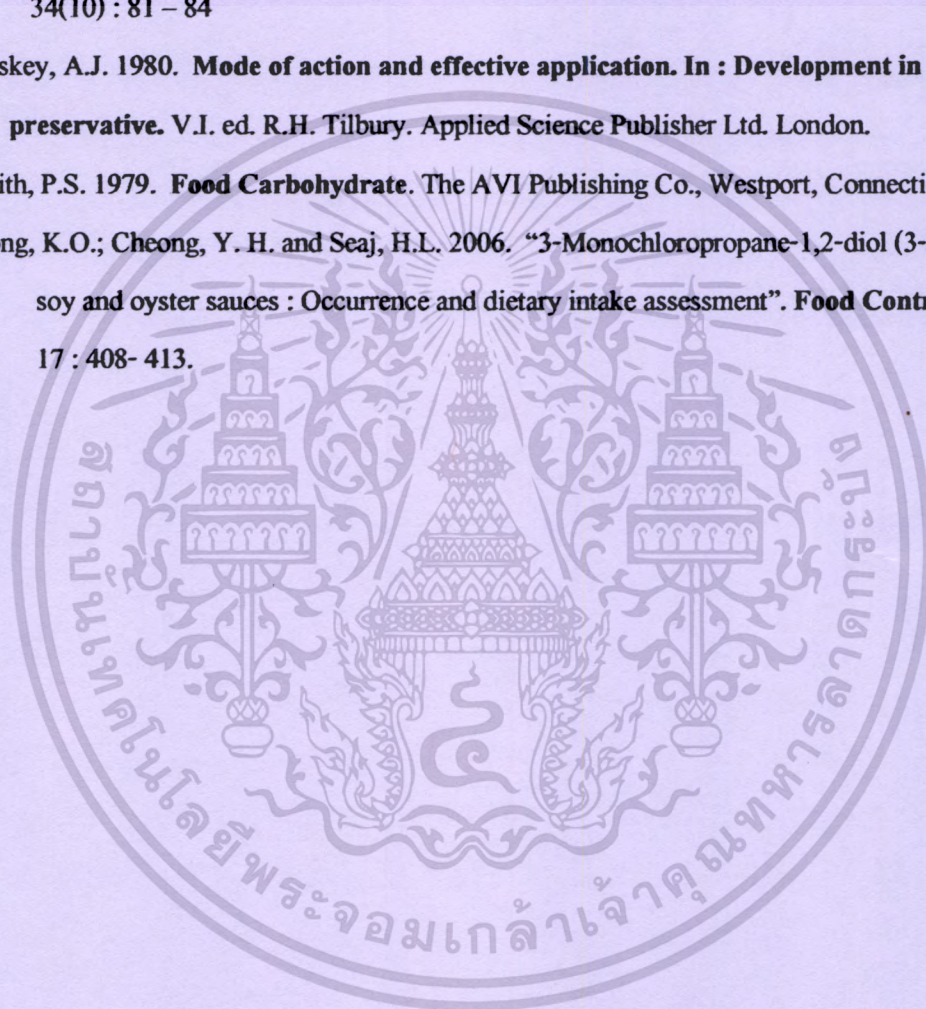 34(10) : 81 – 84
skey, A.J. 1980. Mode of action and effective application. In : Development in
preservative. V.I. ed. R.H. Tilbury. Applied Science Publisher Ltd. London.
ith, P.S. 1979. Food Carbohydrate. The AVI Publishing Co., Westport, Connecti
ng, K.O.; Cheong, Y. H. and Seaj, H.L. 2006. “3-Monochloropropane-1,2-diol (3-
soy and oyster sauces : Occurrence and dietary intake assessment”. Food Cont
17 : 408- 413.
สถาบันเทคโนโลยีพระจอมเกล้าเจ้าคุณทหารลาดกระบัง
๔